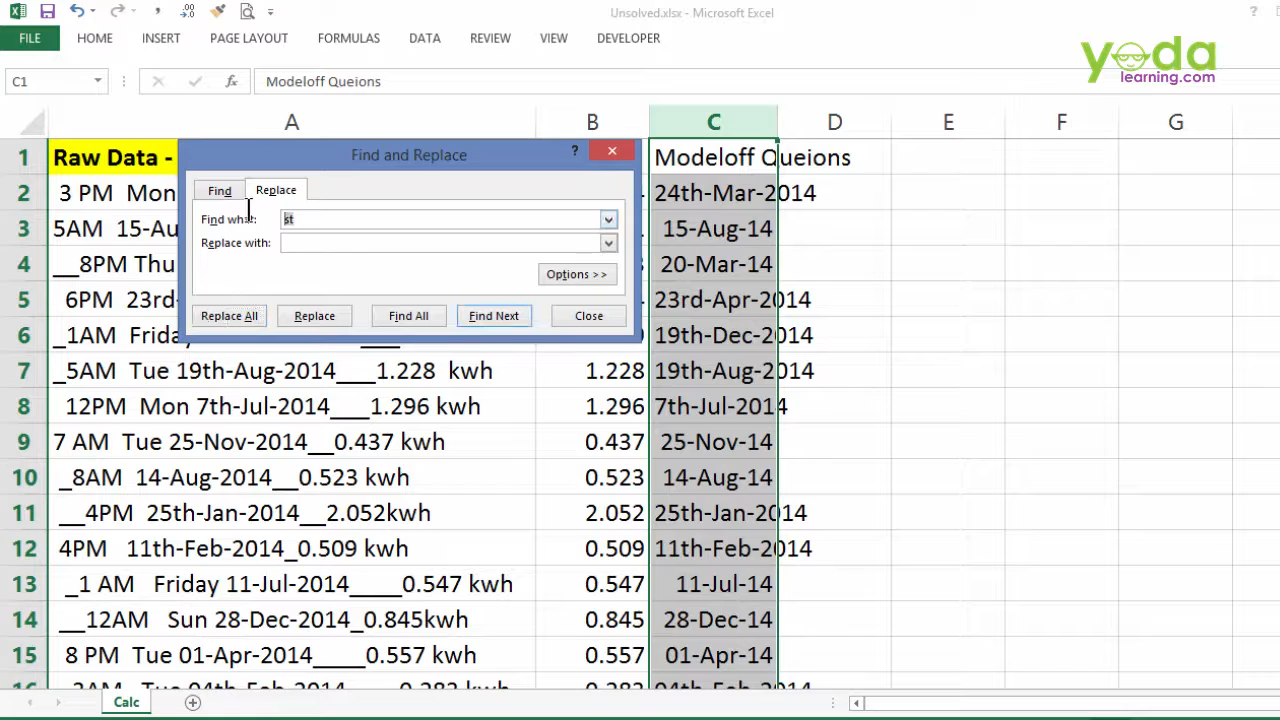 Unsolved.xlsx - Microsoft Excel
?
FILE HOME INSERT PAGE LAYOUT FORMULAS DATA REVIEW VIEW DEVELOPER
yoda
learning.com
C1 fx Modeloff Queions
A B C D E F G
1 Raw Data - Modeloff Queions
2 3 PM Mon 24th-Mar-2014
3 5AM 15-Au 15-Aug-14
4 __8PM Thu 20-Mar-14
5 6PM 23rd- 23rd-Apr-2014
6 _1AM Frida 19th-Dec-2014
7 _5AM Tue 19th-Aug-2014___1.228 kwh 1.228 19th-Aug-2014
8 12PM Mon 7th-Jul-2014___1.296 kwh 1.296 7th-Jul-2014
9 7 AM Tue 25-Nov-2014__0.437 kwh 0.437 25-Nov-14
10 _8AM 14-Aug-2014__0.523 kwh 0.523 14-Aug-14
11 __4PM 25th-Jan-2014__2.052kwh 2.052 25th-Jan-2014
12 4PM 11th-Feb-2014_0.509 kwh 0.509 11th-Feb-2014
13 _1 AM Friday 11-Jul-2014____0.547 kwh 0.547 11-Jul-14
14 __12AM Sun 28-Dec-2014_0.845kwh 0.845 28-Dec-14
15 8 PM Tue 01-Apr-2014____0.557 kwh 0.557 01-Apr-14
Find and Replace ?
Find Replace
Find what: st
Replace with:
Options >>
Replace All Replace Find All Find Next Close
Calc